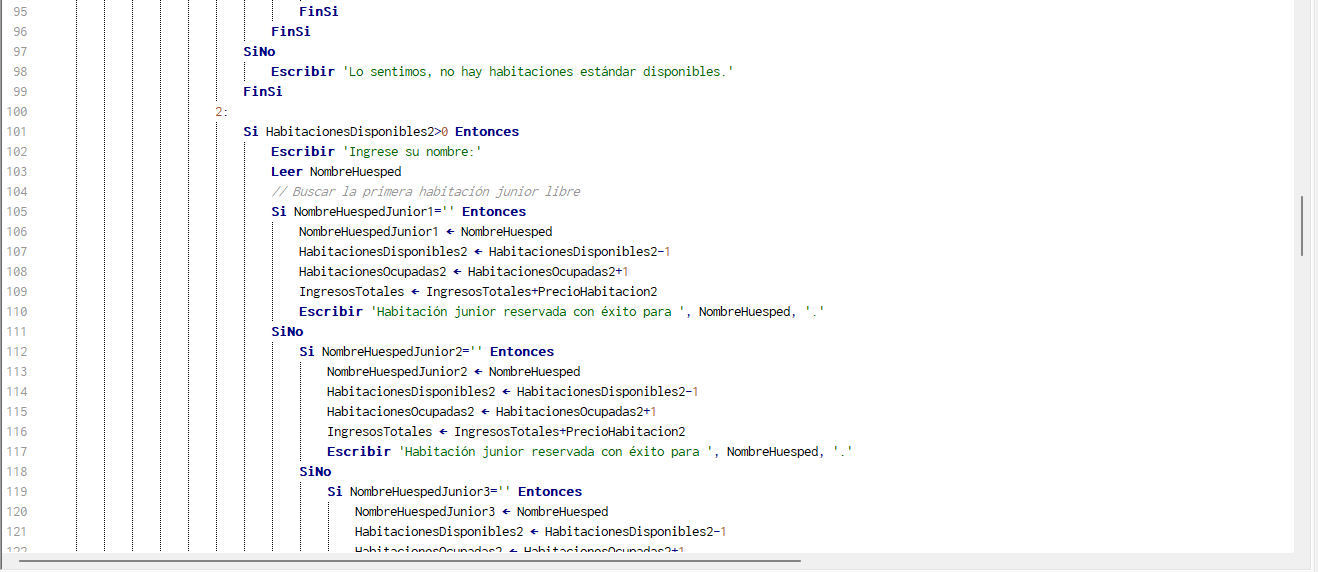 95 FinSi
96 FinSi
97 SiNo
98 Escribir 'Lo sentimos, no hay habitaciones estándar disponibles.'
99 FinSi
100 2:
101 Si HabitacionesDisponibles2>0 Entonces
102 Escribir 'Ingrese su nombre:'
103 Leer NombreHuesped
104 // Buscar la primera habitación junior libre
105 Si NombreHuespedJunior1='' Entonces
106 NombreHuespedJunior1 ← NombreHuesped
107 HabitacionesDisponibles2 ← HabitacionesDisponibles2-1
108 HabitacionesOcupadas2 ← HabitacionesOcupadas2+1
109 IngresosTotales ← IngresosTotales+PrecioHabitacion2
110 Escribir 'Habitación junior reservada con éxito para ', NombreHuesped, '.'
111 SiNo
112 Si NombreHuespedJunior2='' Entonces
113 NombreHuespedJunior2 ← NombreHuesped
114 HabitacionesDisponibles2 ← HabitacionesDisponibles2-1
115 HabitacionesOcupadas2 ← HabitacionesOcupadas2+1
116 IngresosTotales ← IngresosTotales+PrecioHabitacion2
117 Escribir 'Habitación junior reservada con éxito para ', NombreHuesped, '.'
118 SiNo
119 Si NombreHuespedJunior3='' Entonces
120 NombreHuespedJunior3 ← NombreHuesped
121 HabitacionesDisponibles2 ← HabitacionesDisponibles2-1
122 HabitacionesOcupadas2 ← HabitacionesOcupadas2+1